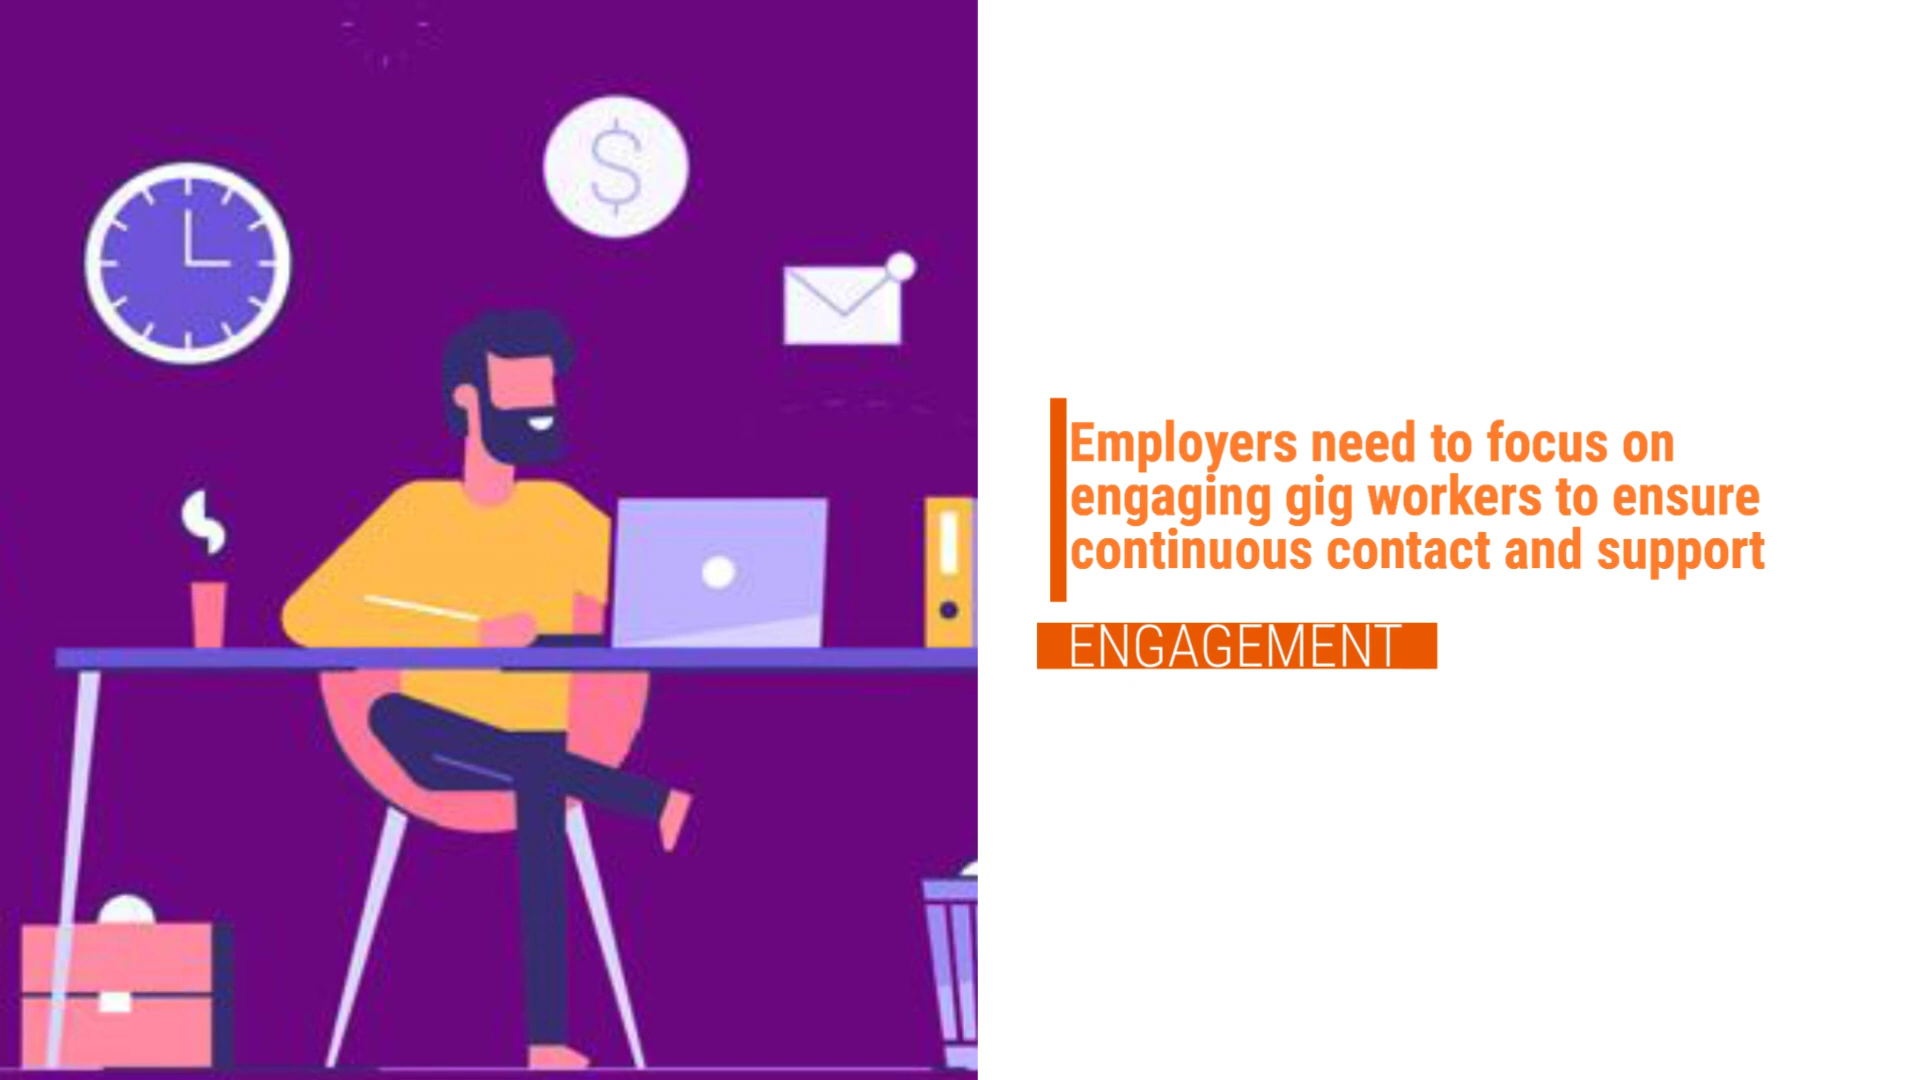 $
Employers need to focus on
engaging gig workers to ensure
continuous contact and support
ENGAGEMENT